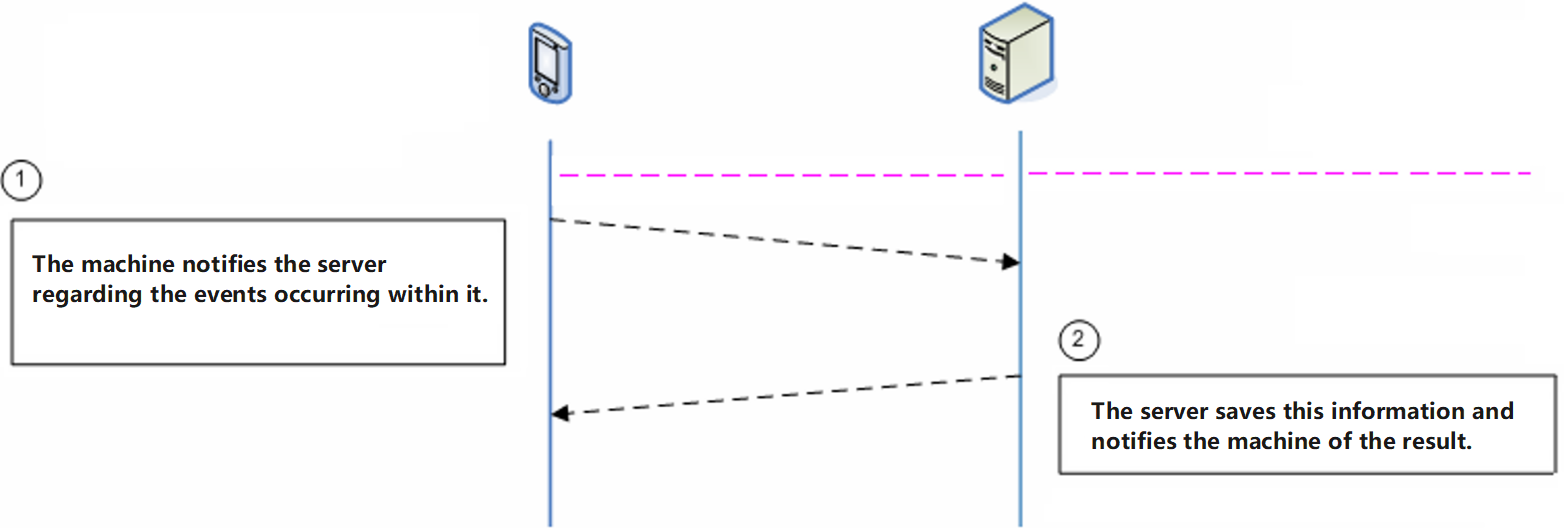 1
The machine notifies the server
regarding the events occurring within it.
2
The server saves this information and
notifies the machine of the result.